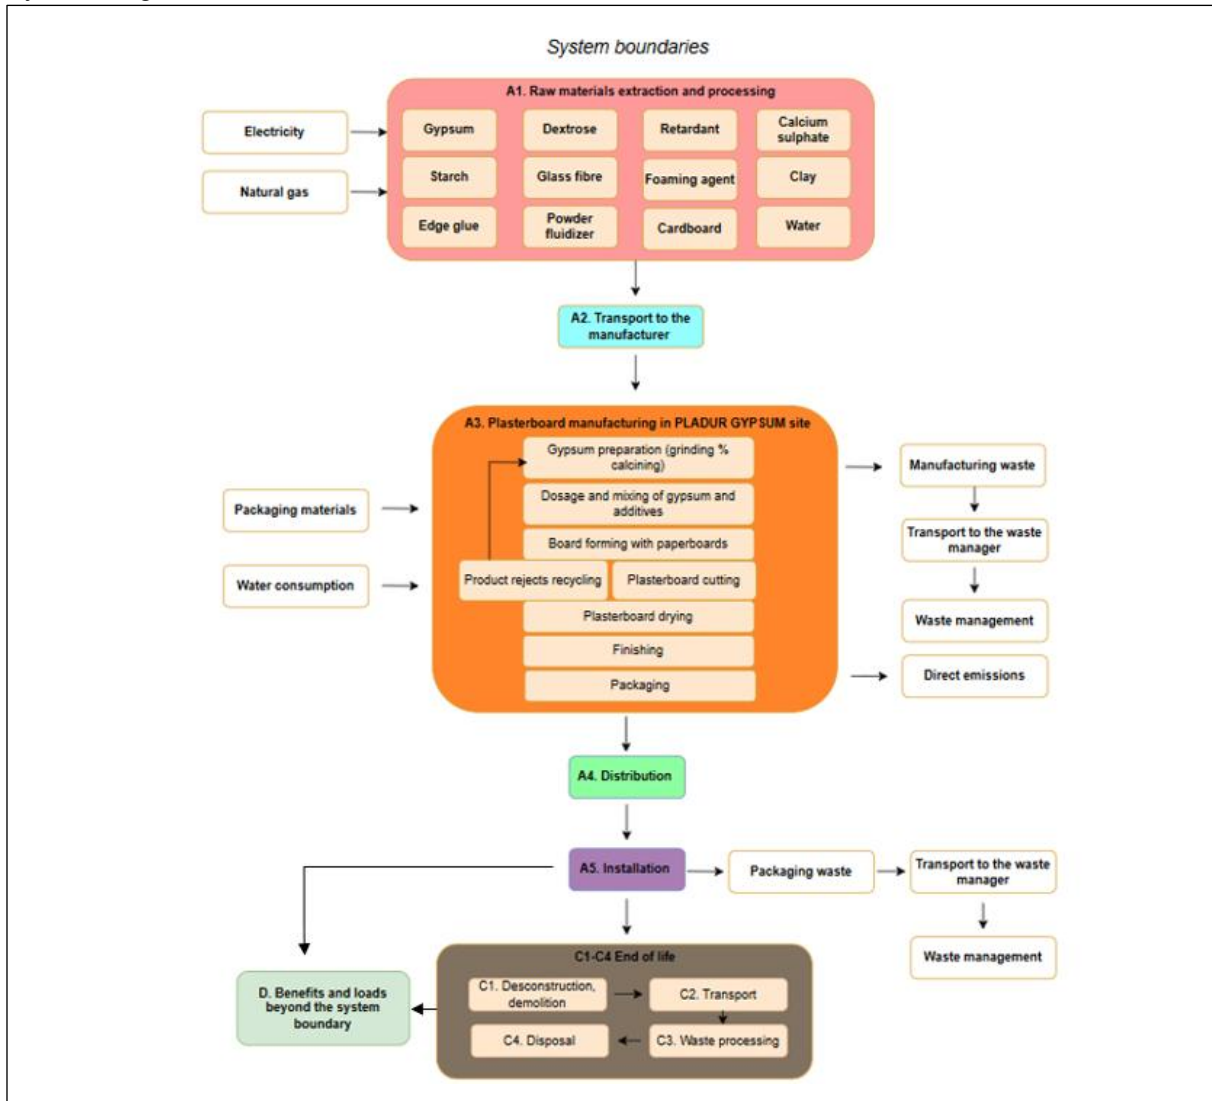 System boundaries
A1. Raw materials extraction and processing
Electricity
Natural gas
Gypsum
Dextrose
Retardant
Calcium
sulphate
Starch
Glass fibre
Foaming agent
Clay
Edge glue
Powder
fluidizer
Cardboard
Water
A2. Transport to the
manufacturer
A3. Plasterboard manufacturing in PLADUR GYPSUM site
Gypsum preparation (grinding %
calcining)
Dosage and mixing of gypsum and
additives
Board forming with paperboards
Product rejects recycling
Plasterboard cutting
Plasterboard drying
Finishing
Packaging
Packaging materials
Water consumption
Manufacturing waste
Transport to the waste
manager
Waste management
Direct emissions
A4. Distribution
A5. Installation
Packaging waste
Transport to the waste
manager
Waste management
C1-C4 End of life
C1. Desconstruction,
demolition
C2. Transport
C4. Disposal
C3. Waste processing
D. Benefits and loads
beyond the system
boundary